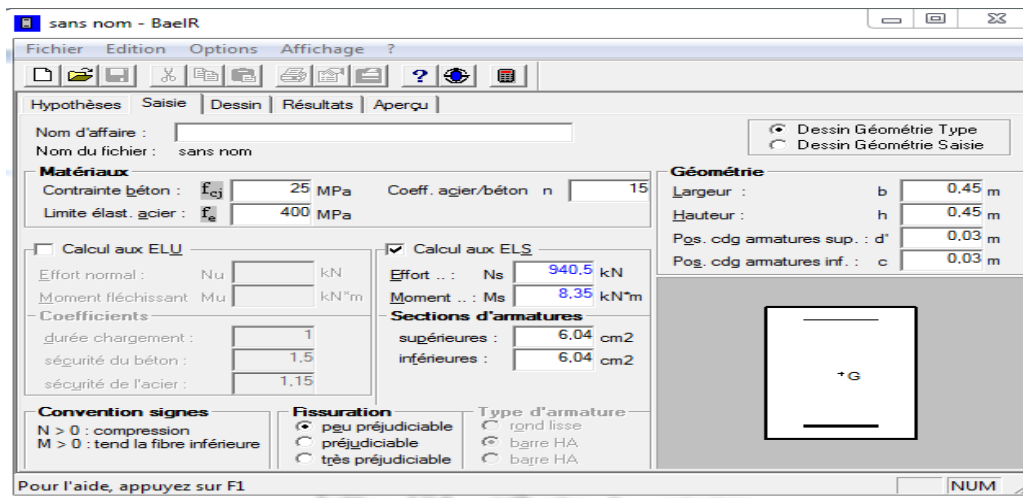 sans nom - BaelR
Fichier Edition Options Affichage ?
Hypothèses Saisie Dessin Résultats Aperçu
Nom d'affaire :
Nom du fichier : sans nom
Dessin Géométrie Type
Dessin Géométrie Saisie
Matériaux
Contrainte béton : fcj 25 MPa Coeff. acier/béton n 15
Limite élast. acier : fe 400 MPa
Géométrie
Largeur : b 0,45 m
Hauteur : h 0,45 m
Pos. cdg armatures sup. : d' 0,03 m
Pos. cdg armatures inf. : c 0,03 m
Calcul aux ELU
Effort normal : Nu kN
Moment fléchissant Mu kN*m
Coefficients
durée chargement : 1
sécurité du béton : 1,5
sécurité de l'acier : 1,15
Calcul aux ELS
Effort .. : Ns 940,5 kN
Moment .. : Ms 8,35 kN*m
Sections d'armatures
supérieures : 6,04 cm2
inférieures : 6,04 cm2
+G
Convention signes
N > 0 : compression
M > 0 : tend la fibre inférieure
Fissuration
peu préjudiciable
préjudiciable
très préjudiciable
Type d'armature
rond lisse
barre HA
barre HA
Pour l'aide, appuyez sur F1 NUM